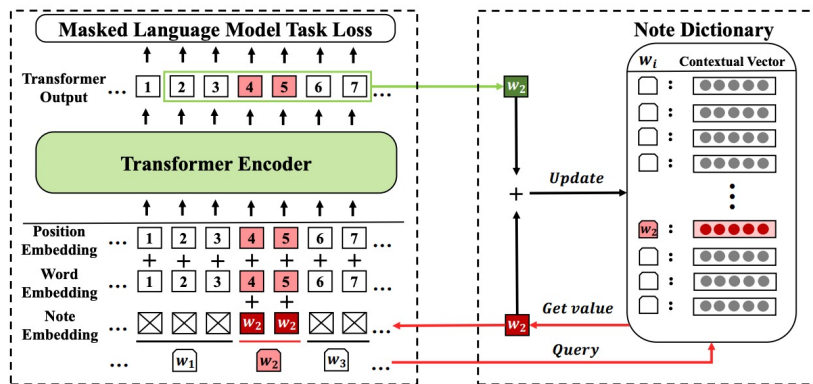 Masked Language Model Task Loss
Note Dictionary
Transformer Output ... 1 2 3 4 5 6 7 ...
w₂
w_i Contextual Vector
:
:
:
:
Transformer Encoder
+ Update
Position Embedding ... 1 2 3 4 5 6 7 ...
w₂ :
+ + + + + + +
Word Embedding ... 1 2 3 4 5 6 7 ...
:
:
:
+ +
Note Embedding ... w₂ w₂ ...
w₂ Get value
... w₁ w₂ w₃ ...
Query